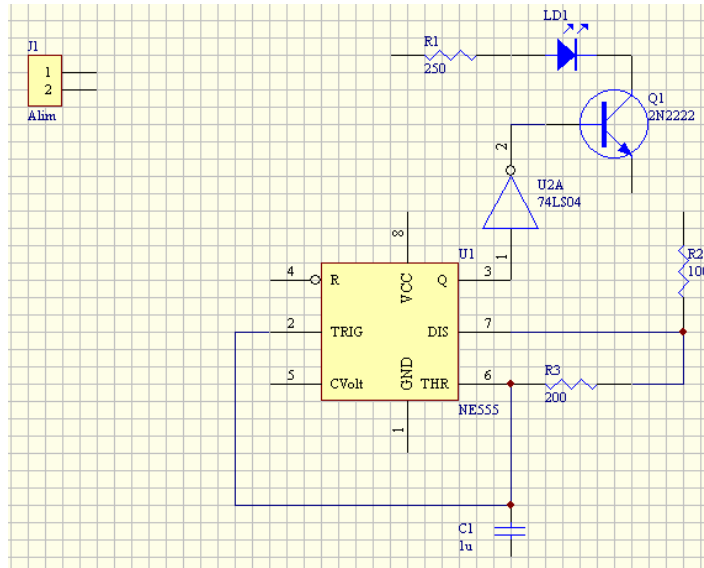 LD1
J1
R1
1
250
2
Q1
2N2222
Alim
2
U2A
74LS04
8
U1
1
R2
4
R
VCC
Q
3
2
TRIG
DIS
7
5
CVolt
GND
THR
6
R3
200
NE555
1
C1
1u